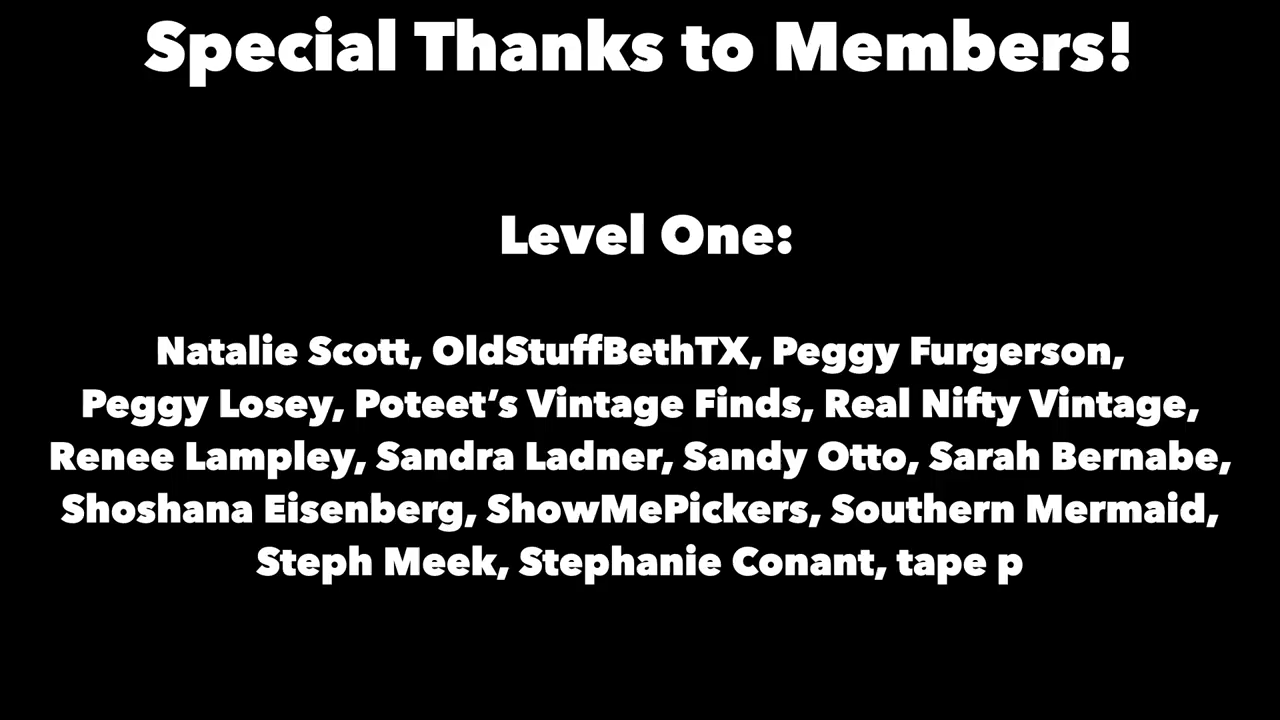 Special Thanks to Members!
Level One:
Natalie Scott, OldStuffBethTX, Peggy Furgerson,
Peggy Losey, Poteet’s Vintage Finds, Real Nifty Vintage,
Renee Lampley, Sandra Ladner, Sandy Otto, Sarah Bernabe,
Shoshana Eisenberg, ShowMePickers, Southern Mermaid,
Steph Meek, Stephanie Conant, tape p